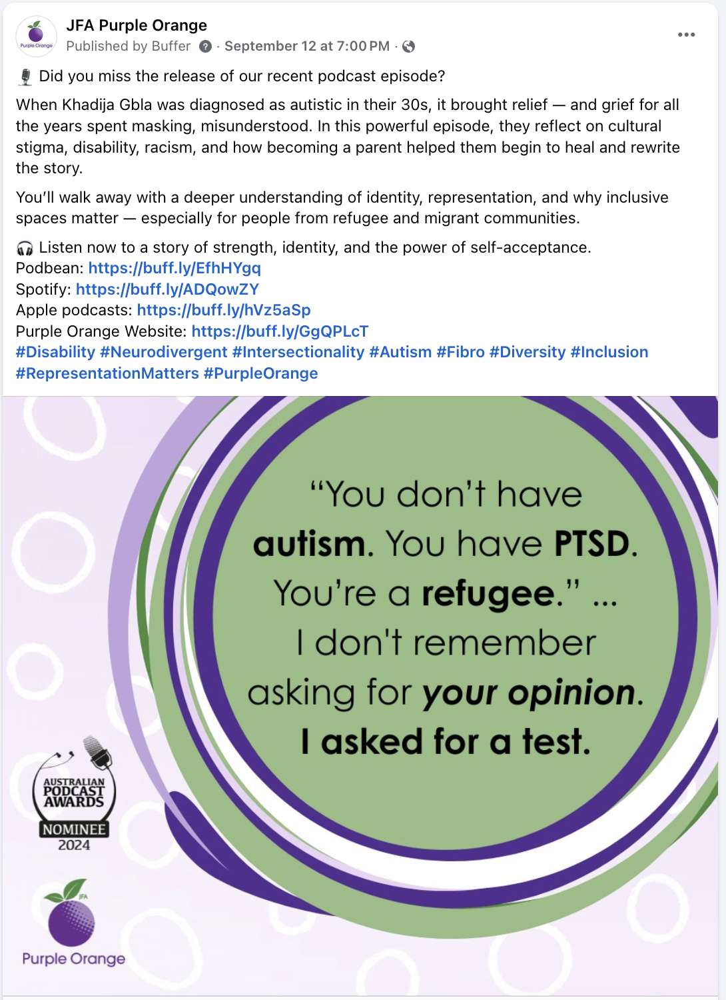 JFA Purple Orange
Published by Buffer · September 12 at 7:00 PM ·
Purple Orange
🎙️ Did you miss the release of our recent podcast episode?
When Khadija Gbla was diagnosed as autistic in their 30s, it brought relief — and grief for all
the years spent masking, misunderstood. In this powerful episode, they reflect on cultural
stigma, disability, racism, and how becoming a parent helped them begin to heal and rewrite
the story.
You’ll walk away with a deeper understanding of identity, representation, and why inclusive
spaces matter — especially for people from refugee and migrant communities.
🎧 Listen now to a story of strength, identity, and the power of self-acceptance.
Podbean: https://buff.ly/EfhHYgq
Spotify: https://buff.ly/ADQowZY
Apple podcasts: https://buff.ly/hVz5aSp
Purple Orange Website: https://buff.ly/GgQPLcT
#Disability #Neurodivergent #Intersectionality #Autism #Fibro #Diversity #Inclusion
#RepresentationMatters #PurpleOrange
“You don’t have
autism. You have PTSD.
You’re a refugee.” ...
I don't remember
asking for your opinion.
I asked for a test.
AUSTRALIAN
PODCAST
AWARDS
NOMINEE
2024
JFA
Purple Orange